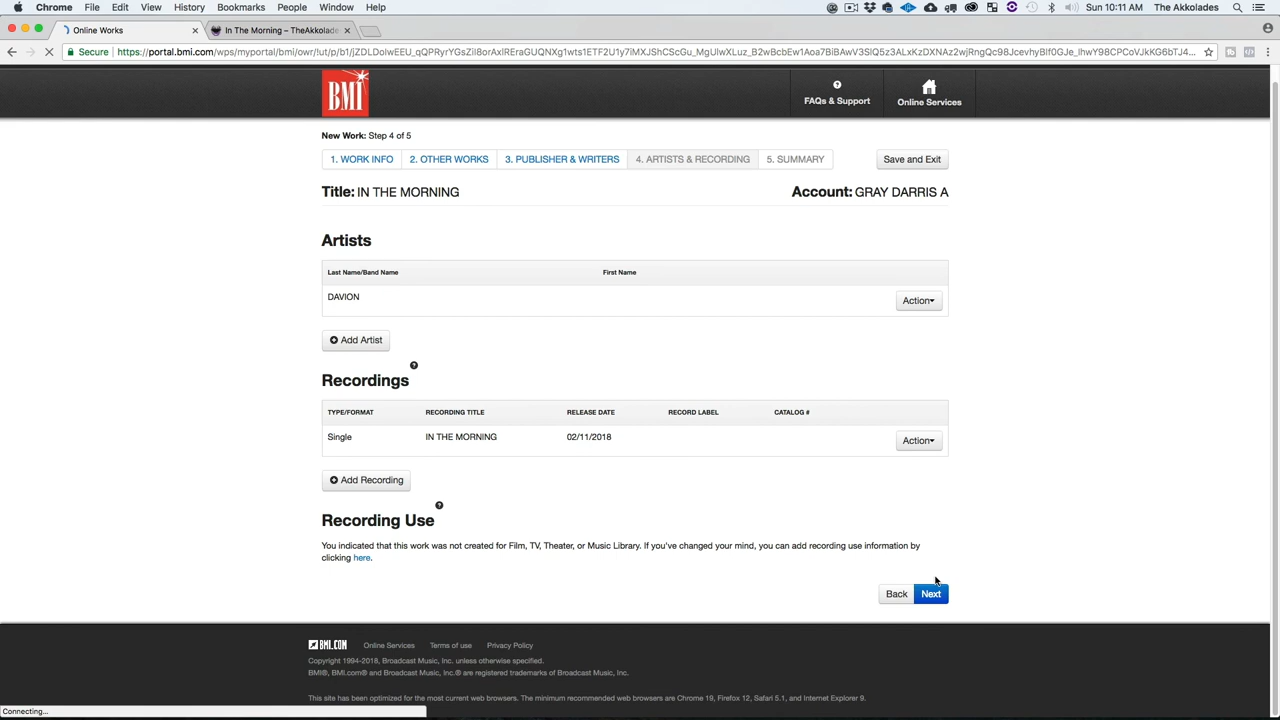 Chrome File Edit View History Bookmarks People Window Help Sun 10:11 AM The Akkolades
Online Works In The Morning – TheAkkolades
Secure
FAQs & Support Online Services
BMI
New Work: Step 4 of 5
1. WORK INFO 2. OTHER WORKS 3. PUBLISHER & WRITERS 4. ARTISTS & RECORDING 5. SUMMARY Save and Exit
Title: IN THE MORNING Account: GRAY DARRIS A
Artists
Last Name/Band Name First Name
DAVION Action
Add Artist
Recordings
TYPE/FORMAT RECORDING TITLE RELEASE DATE RECORD LABEL CATALOG #
Single IN THE MORNING 02/11/2018 Action
Add Recording
Recording Use
You indicated that this work was not created for Film, TV, Theater, or Music Library. If you've changed your mind, you can add recording use information by
clicking here.
Back Next
BMI.COM Online Services Terms of use Privacy Policy
Copyright 1994-2018, Broadcast Music, Inc. unless otherwise specified.
BMI®, BMI.com® and Broadcast Music, Inc.® are registered trademarks of Broadcast Music, Inc.
This site has been optimized for the most current web browsers. The minimum recommended web browsers are Chrome 19, Firefox 12, Safari 5.1, and Internet Explorer 9.
Connecting...